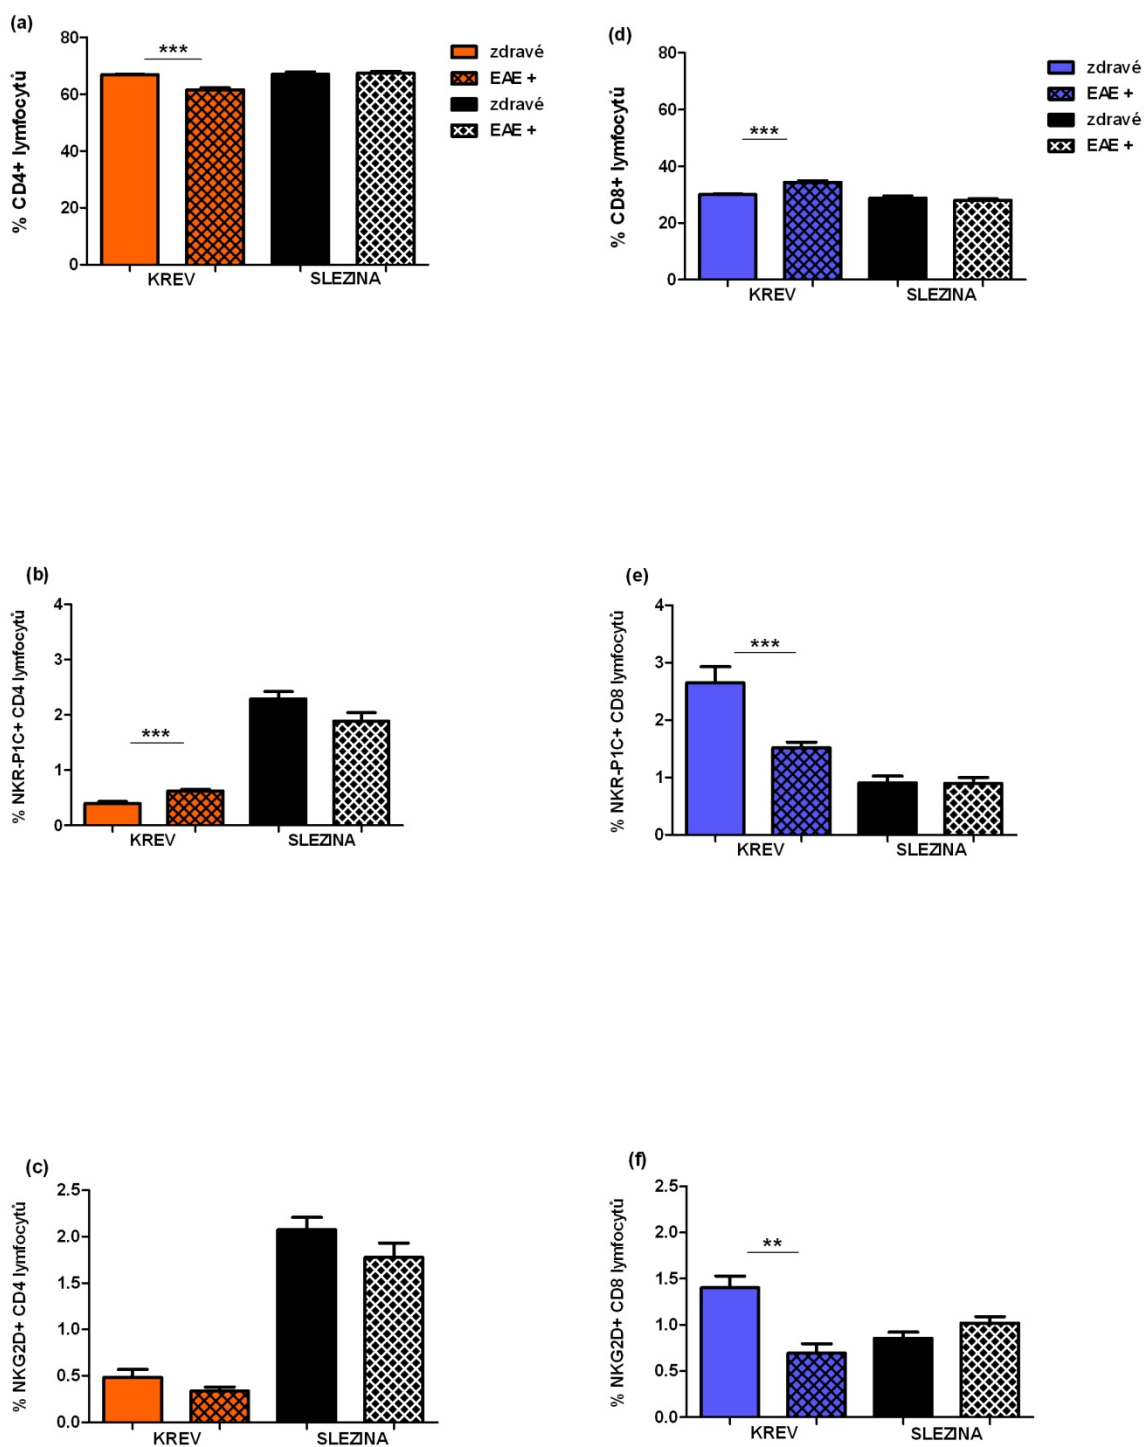 (a)
% CD4+ lymfocytů
80
60
40
20
0
***
KREV
SLEZINA
zdravé
EAE +
zdravé
EAE +
(d)
% CD8+ lymfocytů
80
60
40
20
0
***
KREV
SLEZINA
zdravé
EAE +
zdravé
EAE +
(b)
% NKR-P1C+ CD4 lymfocytů
4
3
2
1
0
***
KREV
SLEZINA
(e)
% NKR-P1C+ CD8 lymfocytů
4
3
2
1
0
***
KREV
SLEZINA
(c)
% NKG2D+ CD4 lymfocytů
2.5
2.0
1.5
1.0
0.5
0.0
KREV
SLEZINA
(f)
% NKG2D+ CD8 lymfocytů
2.5
2.0
1.5
1.0
0.5
0.0
**
KREV
SLEZINA